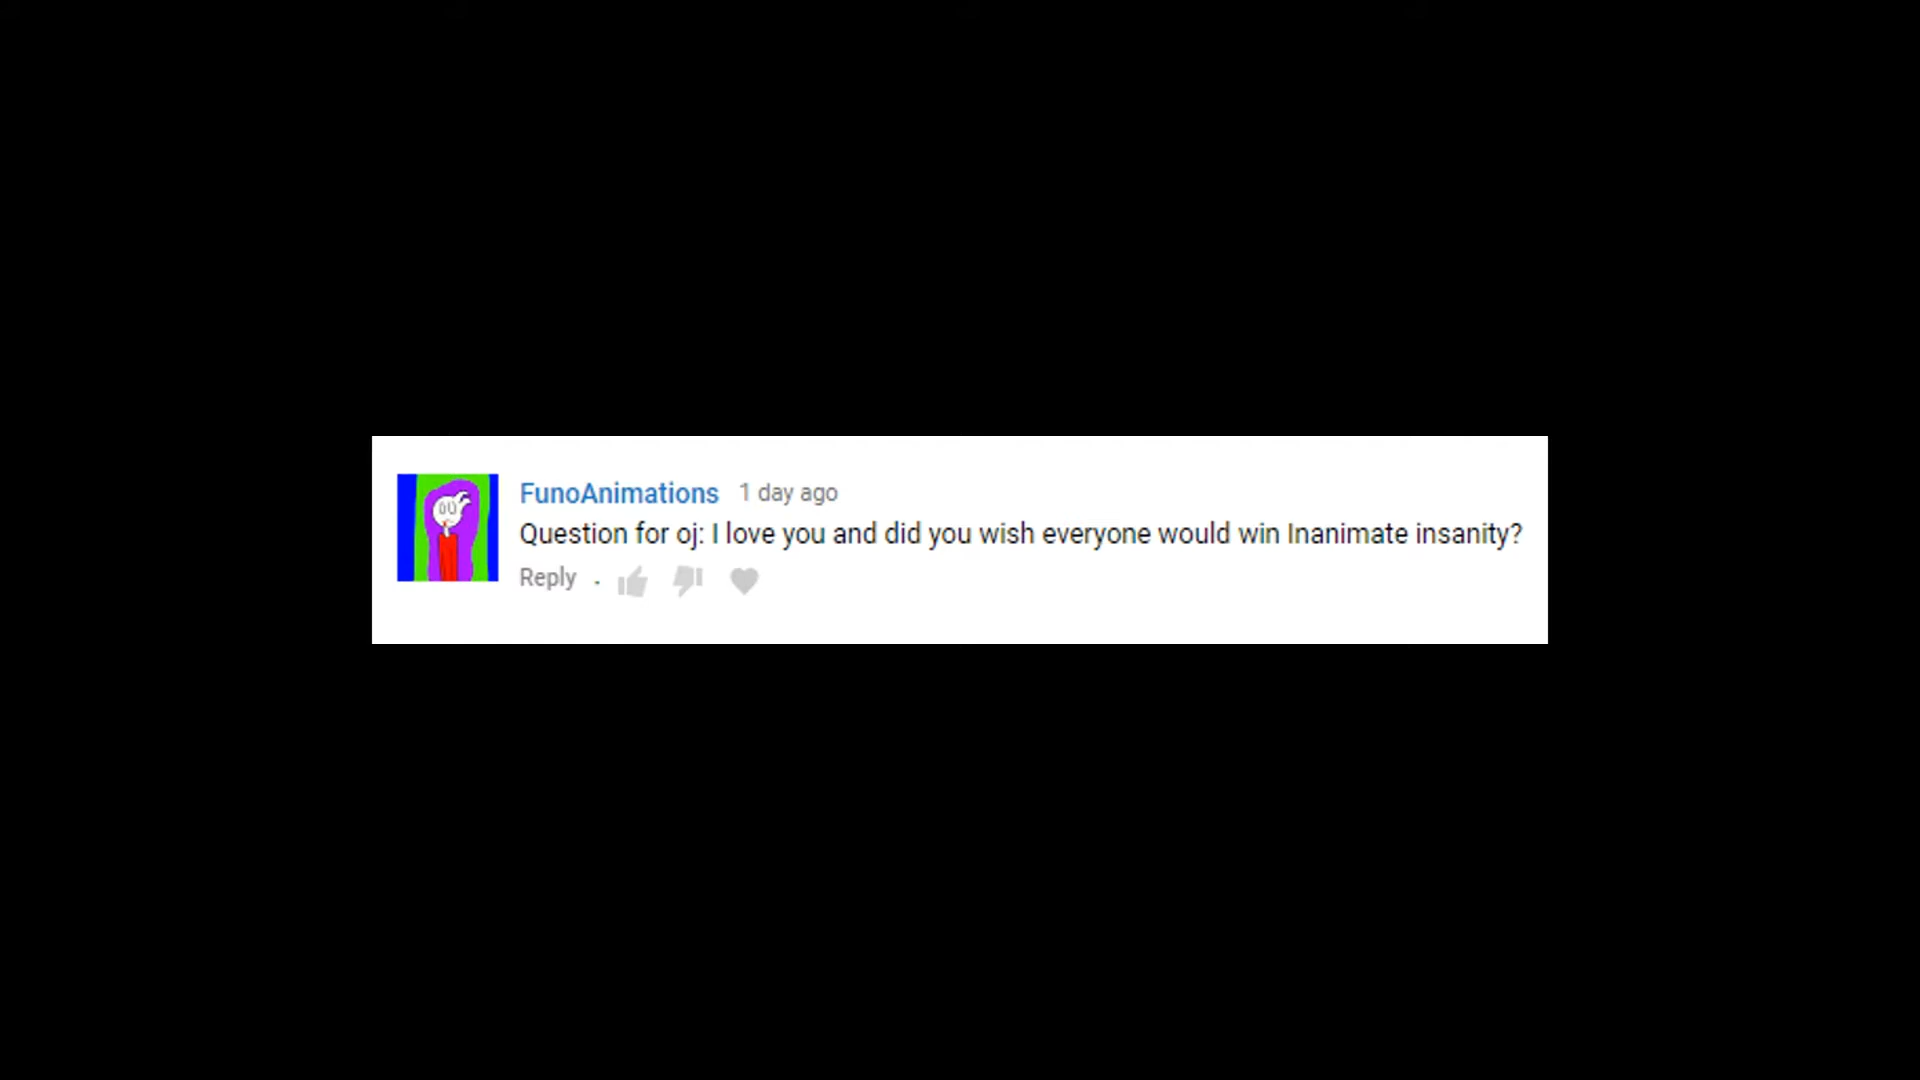 FunoAnimations 1 day ago
Question for oj: I love you and did you wish everyone would win Inanimate insanity?
Reply .